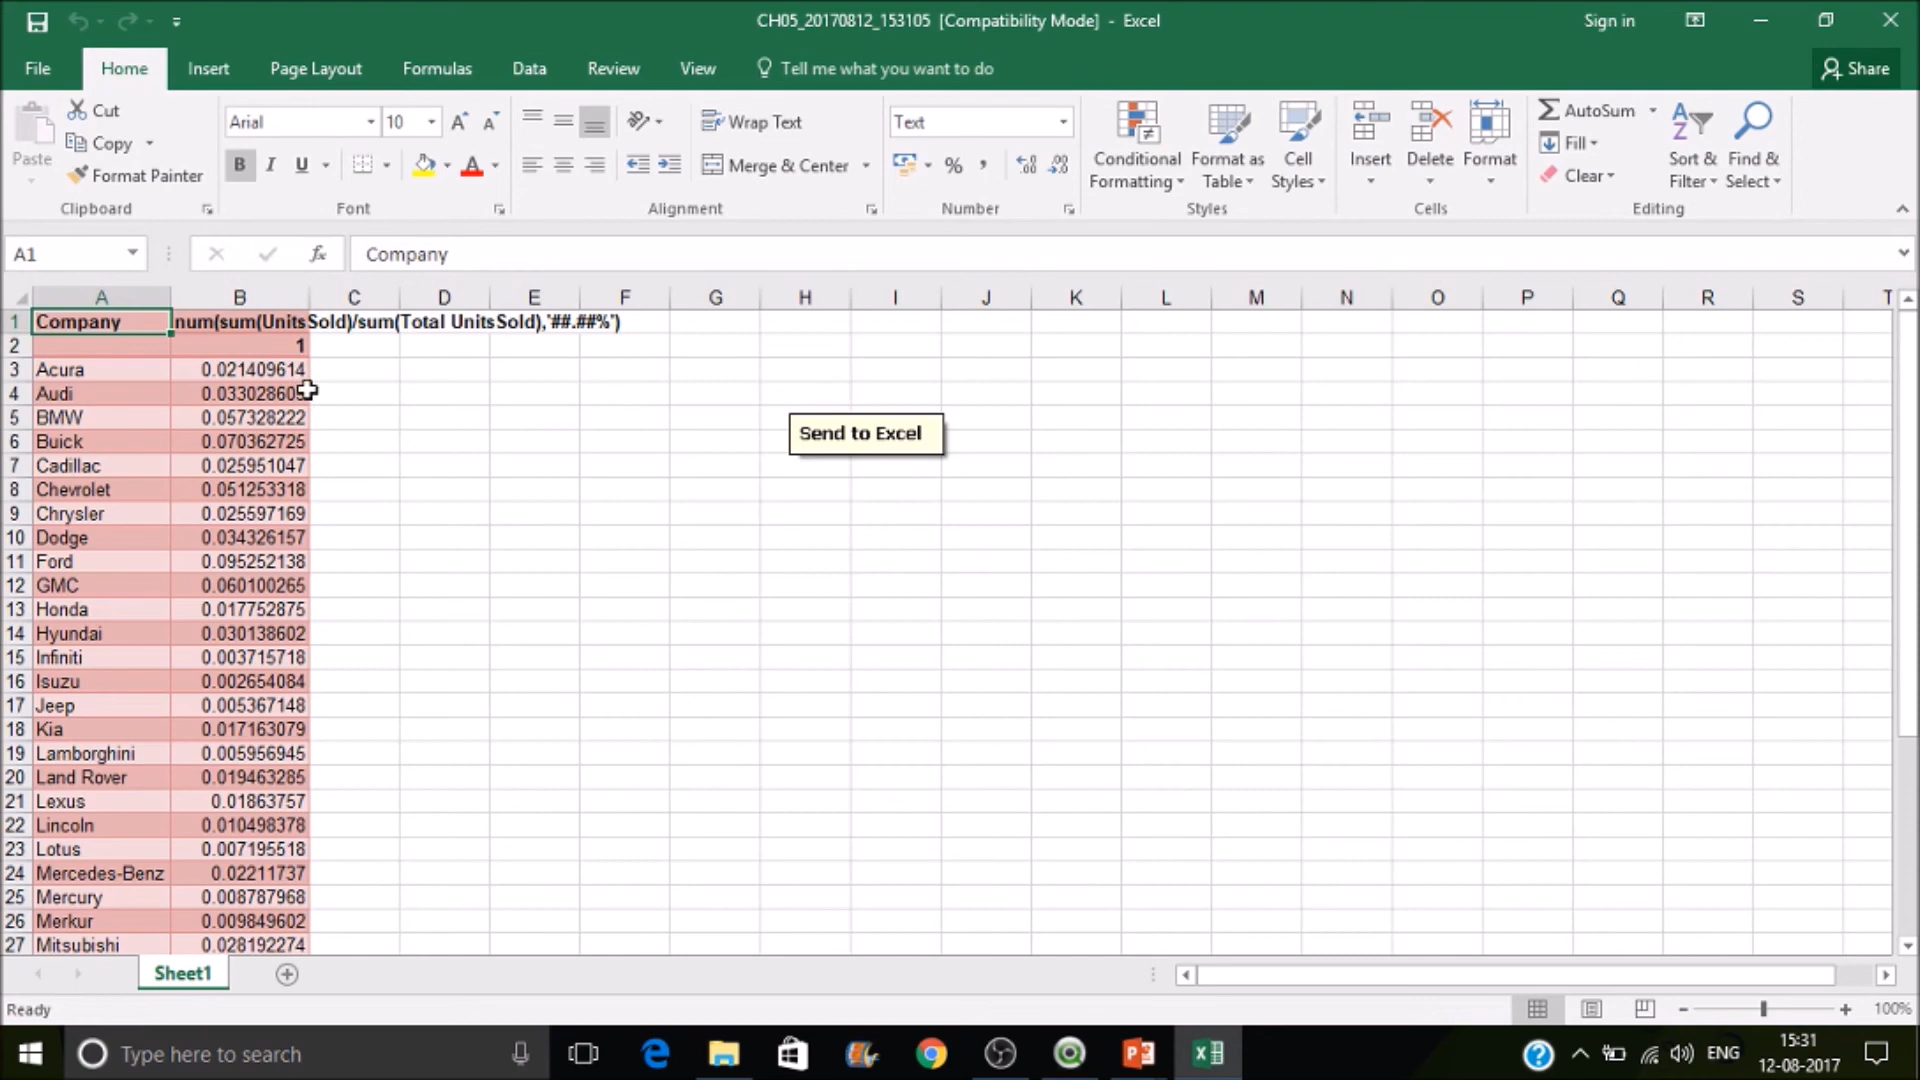 CH05_20170812_153105 [Compatibility Mode] - Excel
Sign in
File Home Insert Page Layout Formulas Data Review View Tell me what you want to do Share
Paste
Cut
Copy
Format Painter
Clipboard
Arial 10
B I U A
Font
Wrap Text
Merge & Center
Alignment
Text
%
Number
Conditional Formatting
Format as Table
Cell Styles
Styles
Insert
Delete
Format
Cells
AutoSum
Fill
Clear
Sort & Filter
Find & Select
Editing
A1 fx Company
A B C D E F G H I J K L M N O P Q R S T
1 Company num(sum(Units Sold)/sum(Total Units Sold),'##.##%')
2 1
3 Acura 0.021409614
4 Audi
5 BMW 0.057328222
6 Buick 0.070362725
7 Cadillac 0.025951047
8 Chevrolet 0.051253318
9 Chrysler 0.025597169
10 Dodge 0.034326157
11 Ford 0.095252138
12 GMC 0.060100265
13 Honda 0.017752875
14 Hyundai 0.030138602
15 Infiniti 0.003715718
16 Isuzu 0.002654084
17 Jeep 0.005367148
18 Kia 0.017163079
19 Lamborghini 0.005956945
20 Land Rover 0.019463285
21 Lexus 0.01863757
22 Lincoln 0.010498378
23 Lotus 0.007195518
24 Mercedes-Benz 0.02211737
25 Mercury 0.008787968
26 Merkur 0.009849602
27 Mitsubishi 0.028192274
Send to Excel
Sheet1
Ready
100%
Type here to search
ENG
15:31
12-08-2017